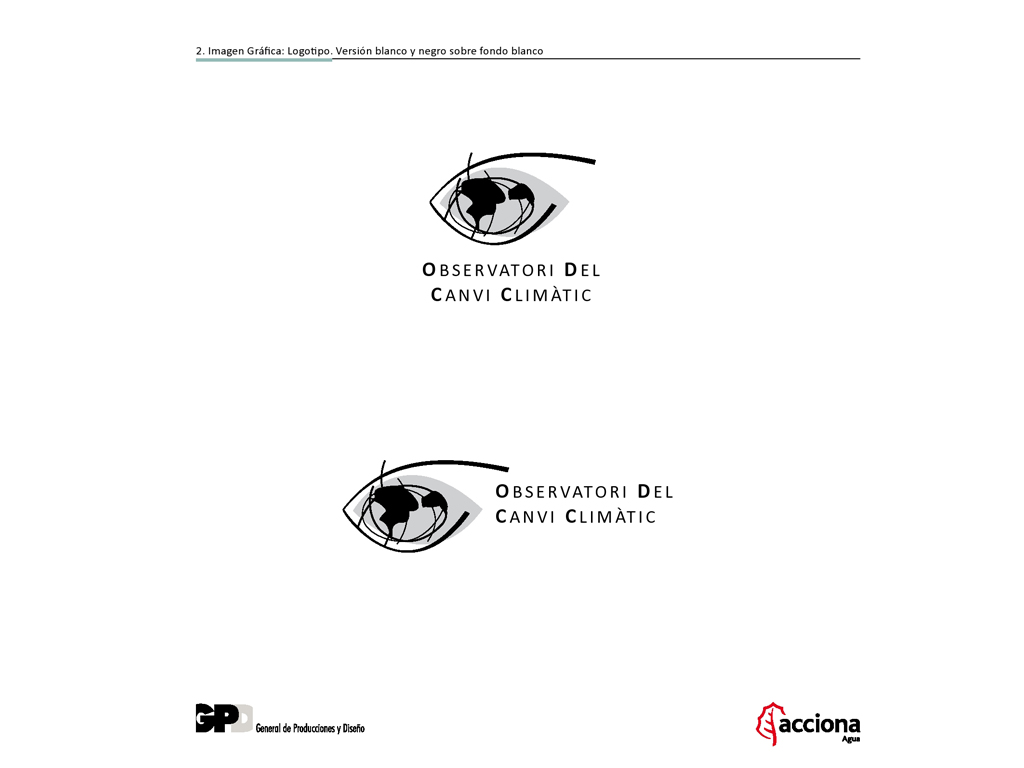 2. Imagen Gráfica: Logotipo. Versión blanco y negro sobre fondo blanco
OBSERVATORI DEL
CANVI CLIMÀTIC
OBSERVATORI DEL
CANVI CLIMÀTIC
GPD General de Producciones y Diseño
acciona
Agua